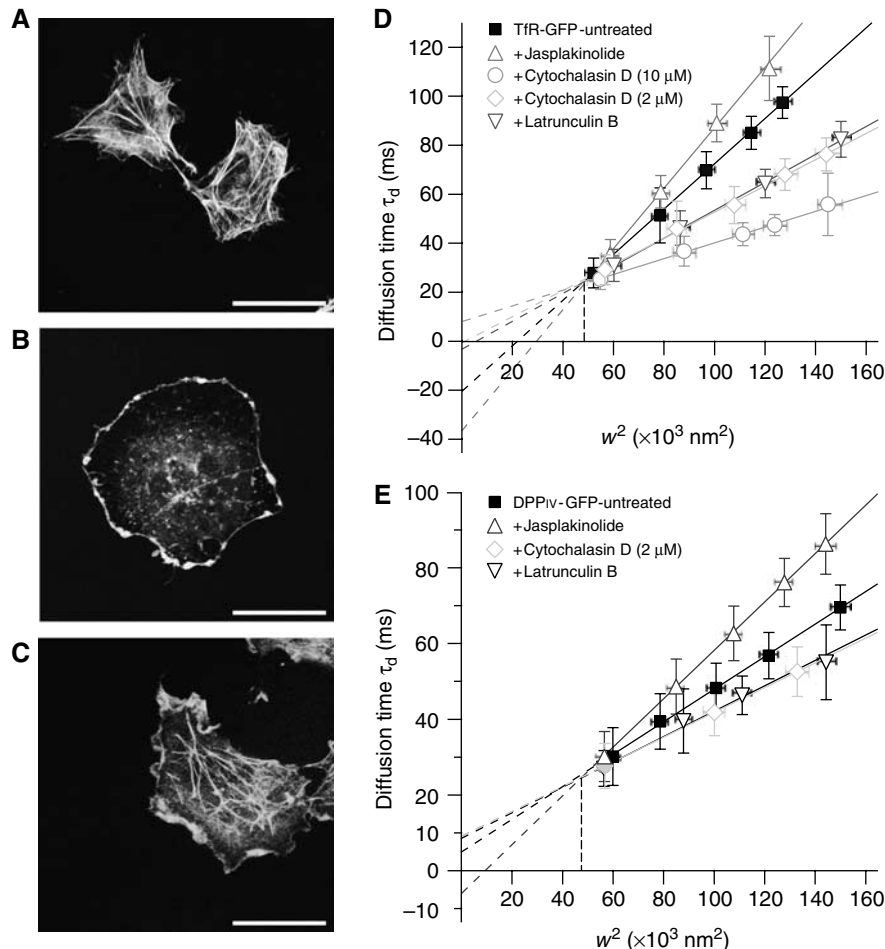 A
B
C
D
TfR-GFP-untreated
+Jasplakinolide
+Cytochalasin D (10 μM)
+Cytochalasin D (2 μM)
+Latrunculin B
Diffusion time τd (ms)
120
100
80
60
40
20
0
−20
−40
20 40 60 80 100 120 140 160
w² (×10³ nm²)
E
DPPIV-GFP-untreated
+Jasplakinolide
+Cytochalasin D (2 μM)
+Latrunculin B
Diffusion time τd (ms)
100
80
60
40
20
10
0
−10
20 40 60 80 100 120 140 160
w² (×10³ nm²)